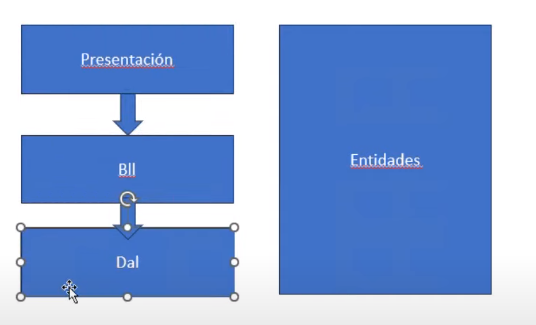 Presentación
Bll
Dal
Entidades